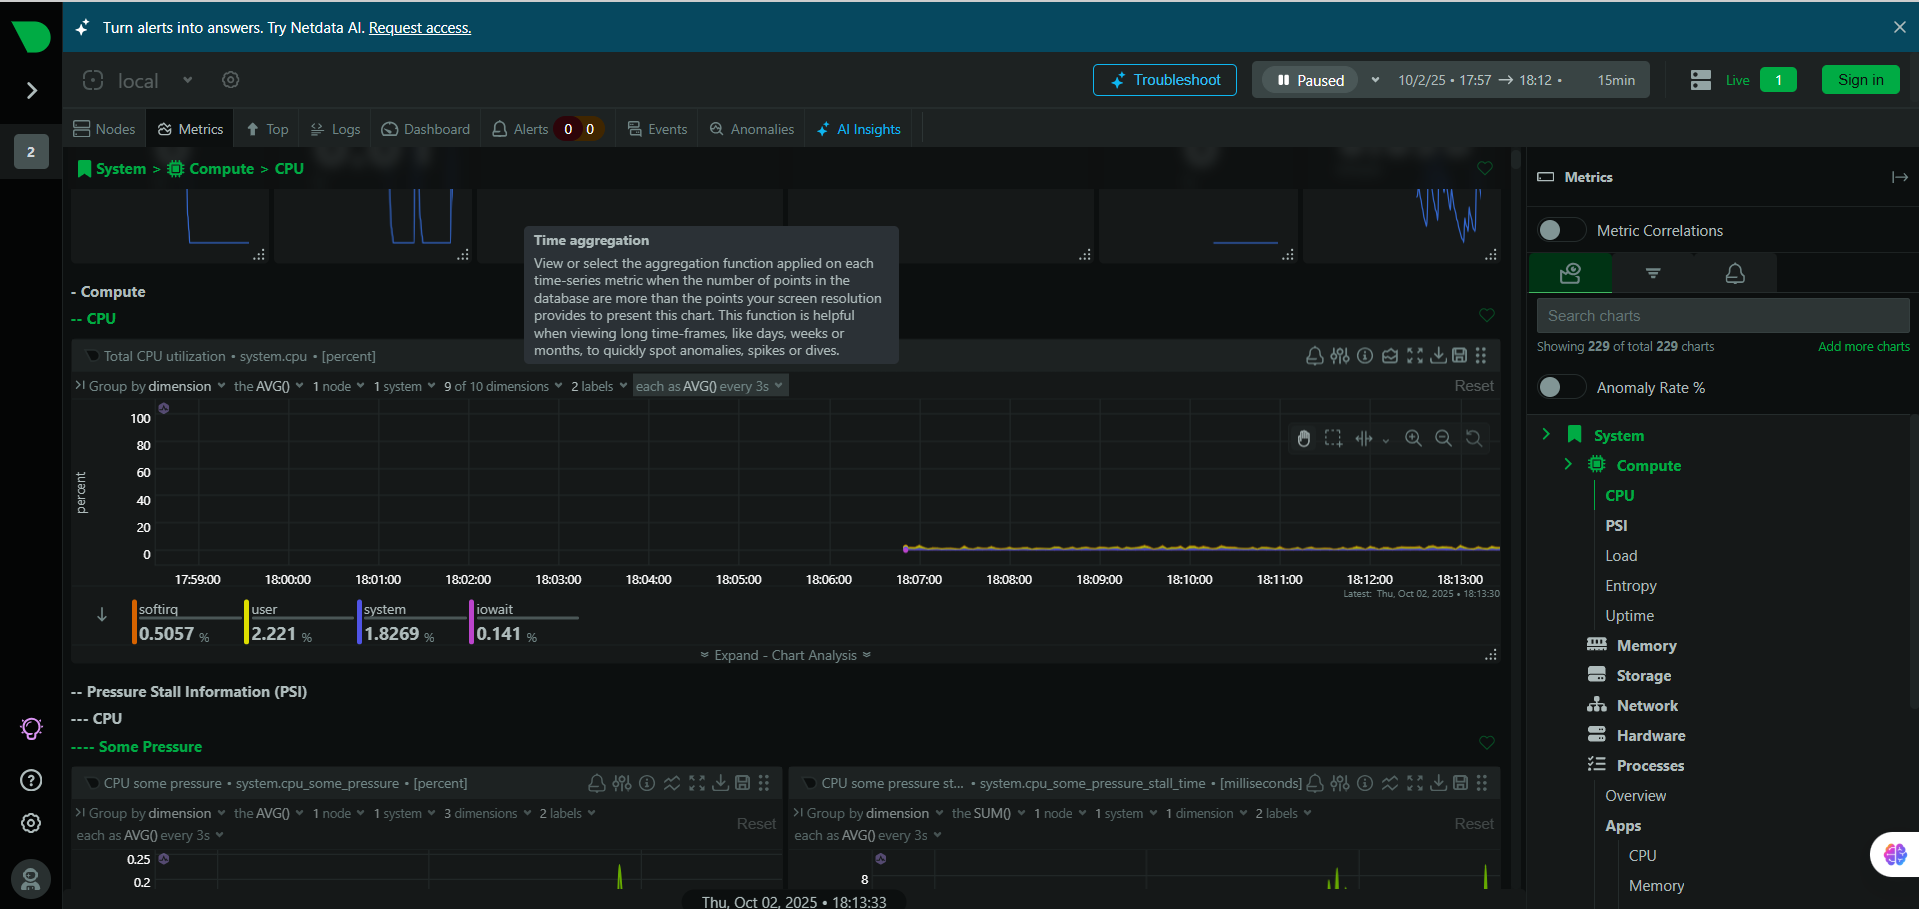 Turn alerts into answers. Try Netdata AI. Request access.
local
Troubleshoot
Paused
10/2/25 • 17:57 → 18:12 •
15min
Live
1
Sign in
2
Nodes
Metrics
Top
Logs
Dashboard
Alerts
0
0
Events
Anomalies
AI Insights
System > Compute > CPU
Time aggregation
View or select the aggregation function applied on each
time-series metric when the number of points in the
database are more than the points your screen resolution
provides to present this chart. This function is helpful
when viewing long time-frames, like days, weeks or
months, to quickly spot anomalies, spikes or dives.
- Compute
-- CPU
Total CPU utilization • system.cpu • [percent]
Group by dimension the AVG() 1 node 1 system 9 of 10 dimensions 2 labels each as AVG() every 3s
Reset
percent
100
80
60
40
20
0
17:59:00
18:00:00
18:01:00
18:02:00
18:03:00
18:04:00
18:05:00
18:06:00
18:07:00
18:08:00
18:09:00
18:10:00
18:11:00
18:12:00
18:13:00
Latest: Thu, Oct 02, 2025 • 18:13:30
softirq
0.5057 %
user
2.221 %
system
1.8269 %
iowait
0.141 %
Expand - Chart Analysis
-- Pressure Stall Information (PSI)
--- CPU
---- Some Pressure
CPU some pressure • system.cpu_some_pressure • [percent]
Group by dimension the AVG() 1 node 1 system 3 dimensions 2 labels
each as AVG() every 3s
Reset
0.25
0.2
CPU some pressure st... • system.cpu_some_pressure_stall_time • [milliseconds]
Group by dimension the SUM() 1 node 1 system 1 dimension 2 labels
each as AVG() every 3s
Reset
8
Thu, Oct 02, 2025 • 18:13:33
Metrics
Metric Correlations
Search charts
Showing 229 of total 229 charts
Add more charts
Anomaly Rate %
System
Compute
CPU
PSI
Load
Entropy
Uptime
Memory
Storage
Network
Hardware
Processes
Overview
Apps
CPU
Memory